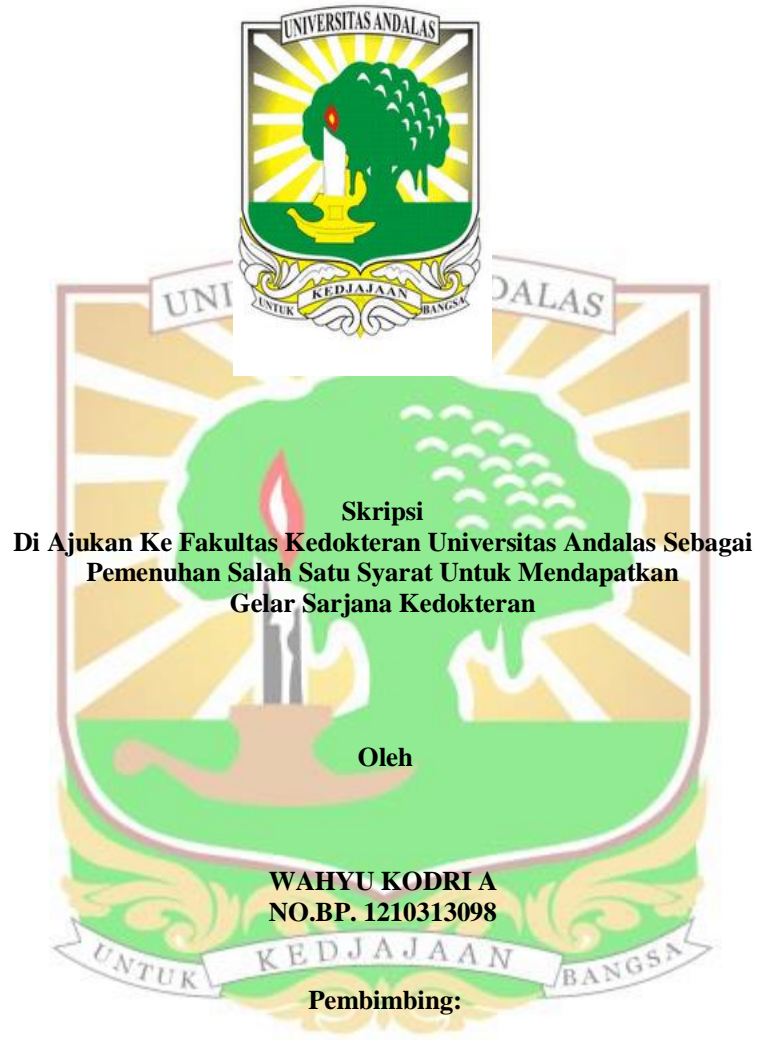 UNIVERSITAS ANDALAS
UNTUK KEDJAJAAN BANGSA
UNI DALAS
Skripsi
Di Ajukan Ke Fakultas Kedokteran Universitas Andalas Sebagai
Pemenuhan Salah Satu Syarat Untuk Mendapatkan
Gelar Sarjana Kedokteran
Oleh
WAHYU KODRI A
NO.BP. 1210313098
UNTUK KEDJAJAAN BANGSA
Pembimbing: